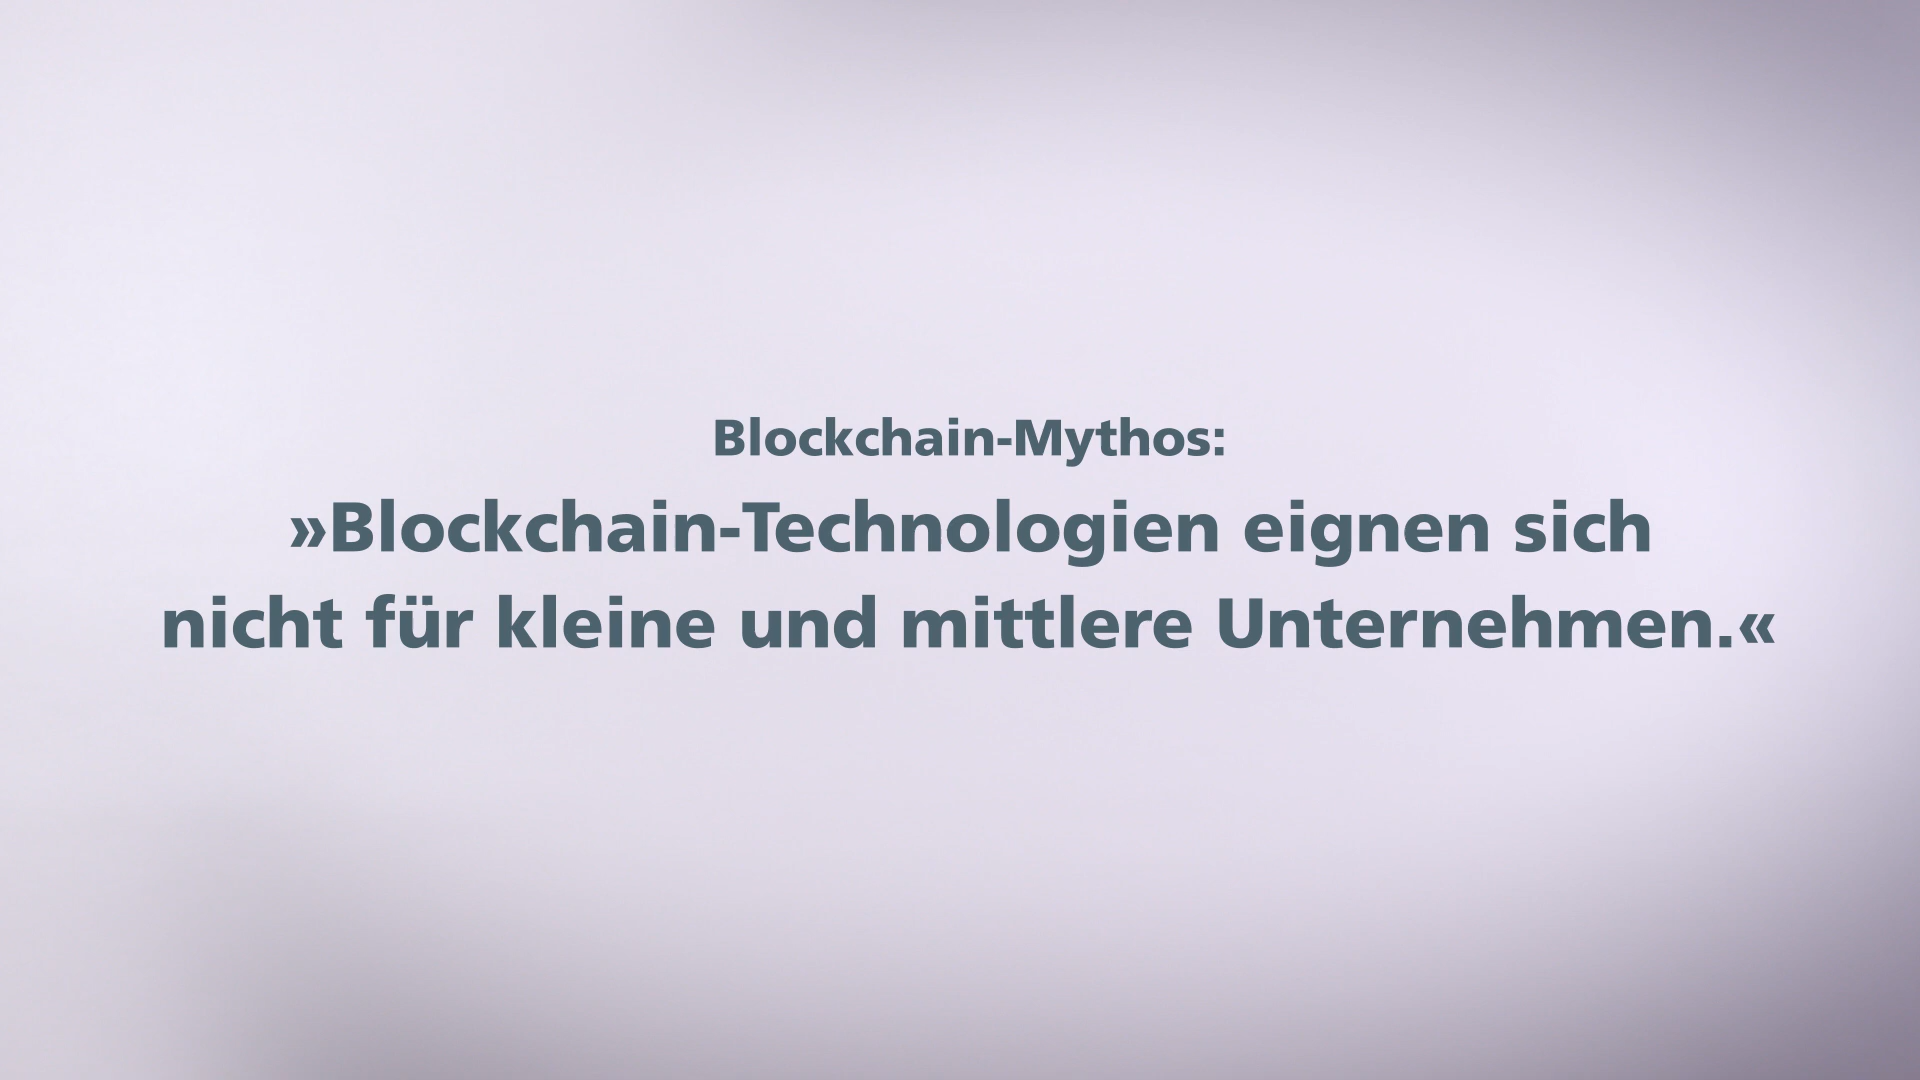 Blockchain-Mythos:
»Blockchain-Technologien eignen sich
nicht für kleine und mittlere Unternehmen.«